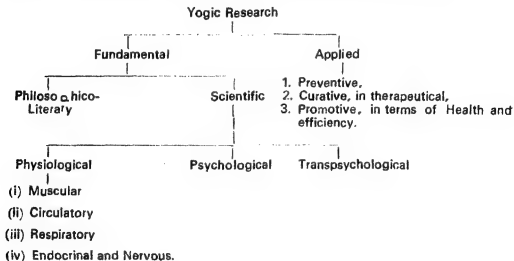 Yogic Research
Fundamental Applied
Philosophico- Scientific 1. Preventive,
Literary 2. Curative, in therapeutical,
3. Promotive, in terms of Health and
efficiency.
Physiological Psychological Transpsychological
(i) Muscular
(ii) Circulatory
(iii) Respiratory
(iv) Endocrinal and Nervous.